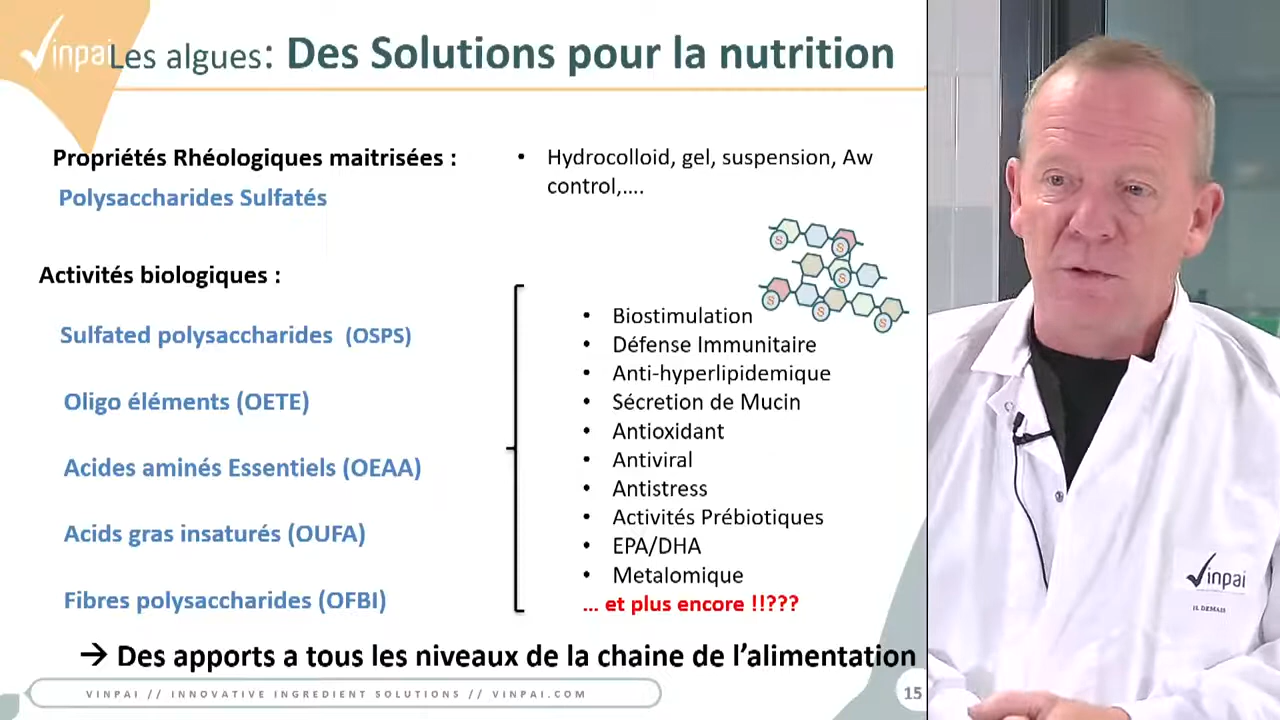 Vinpai
Les algues: Des Solutions pour la nutrition
Propriétés Rhéologiques maitrisées :
Polysaccharides Sulfatés
• Hydrocolloid, gel, suspension, Aw
control,....
S S
S
S S S
Activités biologiques :
Sulfated polysaccharides (OSPS)
Oligo éléments (OETE)
Acides aminés Essentiels (OEAA)
Acids gras insaturés (OUFA)
Fibres polysaccharides (OFBI)
• Biostimulation
• Défense Immunitaire
• Anti-hyperlipidemique
• Sécretion de Mucin
• Antioxidant
• Antiviral
• Antistress
• Activités Prébiotiques
• EPA/DHA
• Metalomique
... et plus encore !!???
→ Des apports a tous les niveaux de la chaine de l’alimentation
VINPAI // INNOVATIVE INGREDIENT SOLUTIONS // VINPAI.COM
15
Vinpai